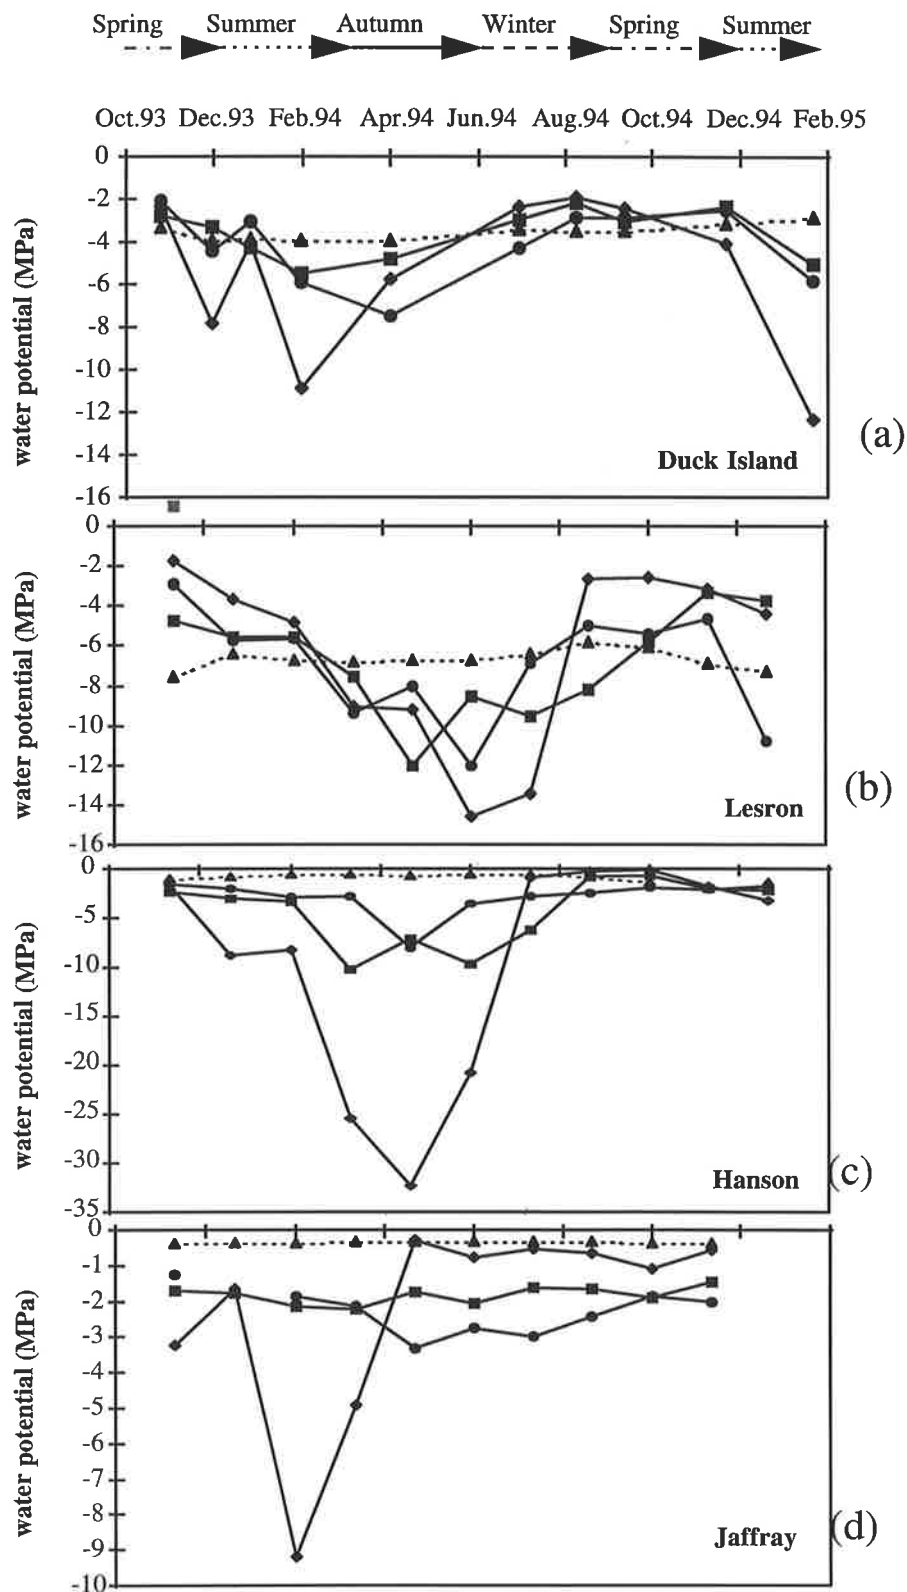 Spring Summer Autumn Winter Spring Summer
Oct.93 Dec.93 Feb.94 Apr.94 Jun.94 Aug.94 Oct.94 Dec.94 Feb.95
water potential (MPa)
0
-2
-4
-6
-8
-10
-12
-14
-16
Duck Island
(a)
water potential (MPa)
0
-2
-4
-6
-8
-10
-12
-14
-16
Lesron
(b)
water potential (MPa)
0
-5
-10
-15
-20
-25
-30
-35
Hanson
(c)
water potential (MPa)
0
-1
-2
-3
-4
-5
-6
-7
-8
-9
-10
Jaffray
(d)